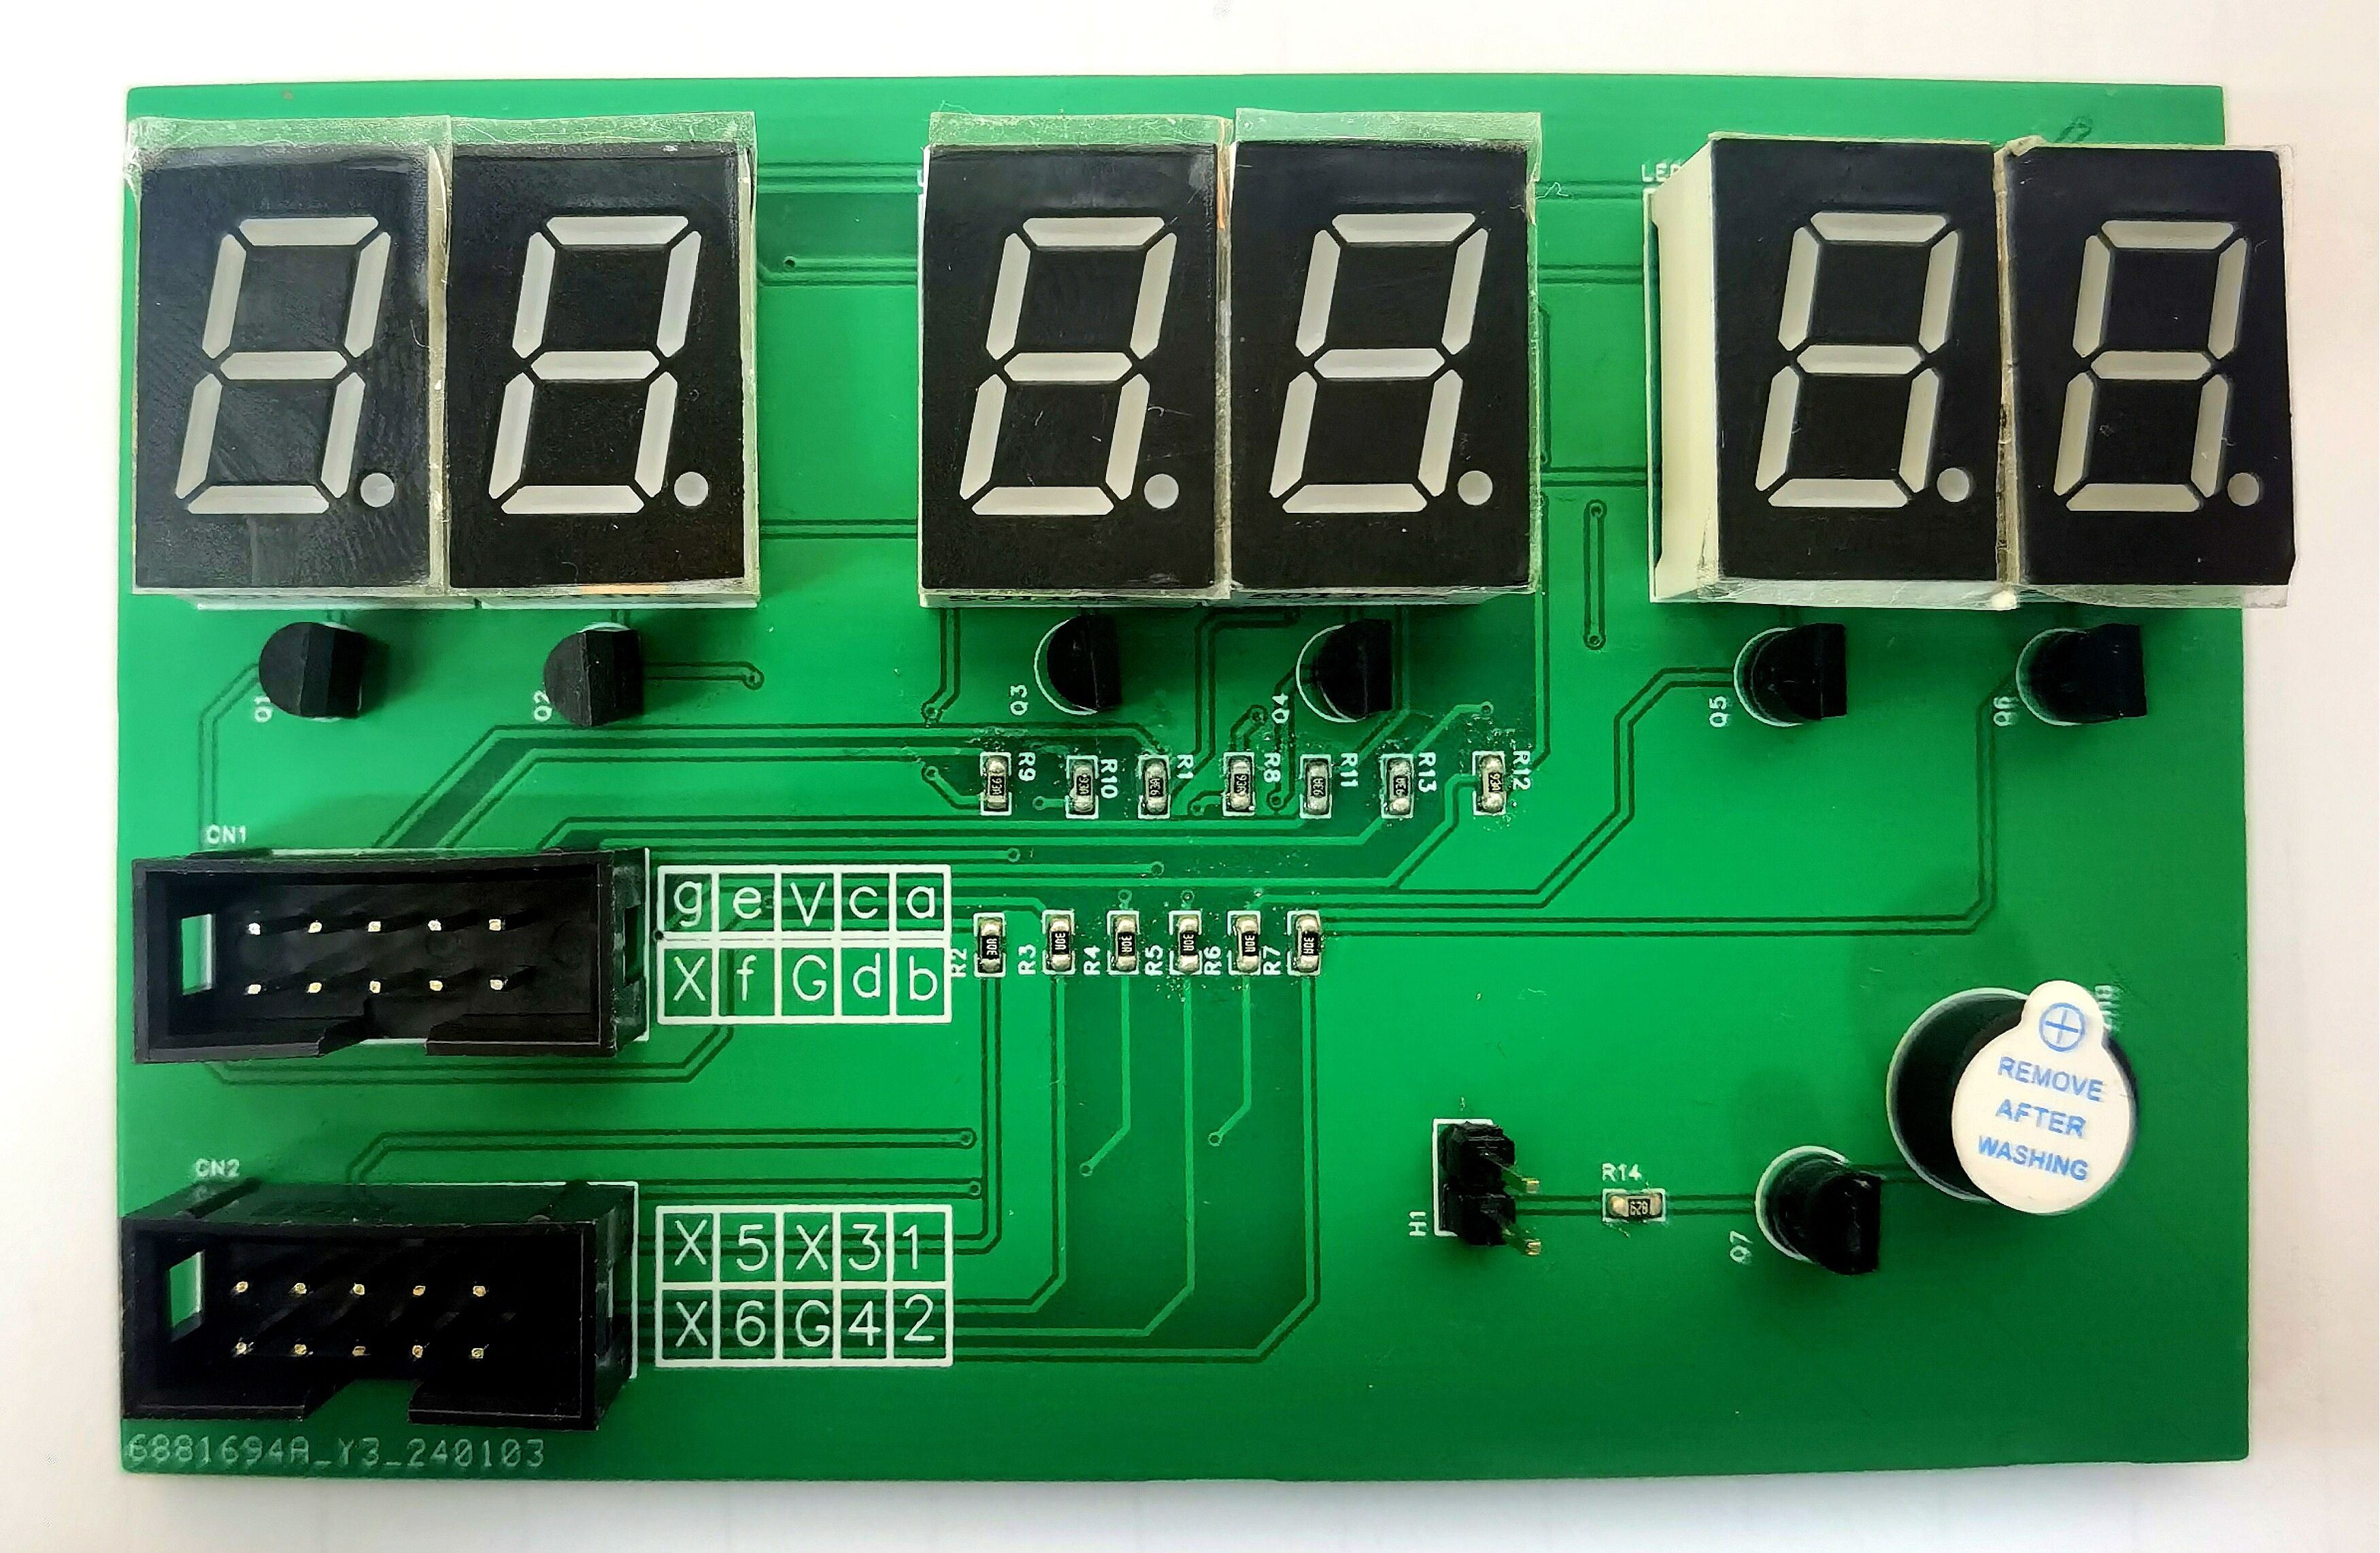 Q1
Q2
Q3
Q4
Q5
Q6
R9
R10
R1
R8
R11
R13
R12
CN1
g e V c a
X f G d b
R2
R3
R4
R5
R6
R7
30A
REMOVE
AFTER
WASHING
CN2
X 5 X 3 1
X 6 G 4 2
H1
R14
Q7
6881694A_Y3_240103